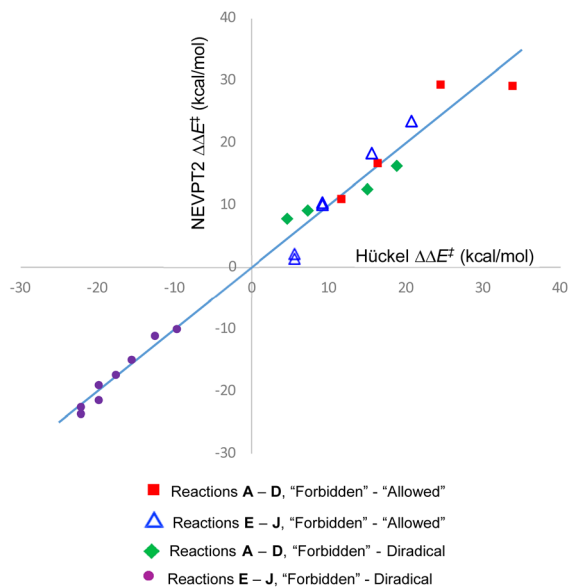 40
NEVPT2 ΔΔE‡ (kcal/mol)
30
20
10
Hückel ΔΔE‡ (kcal/mol)
0
-30 -20 -10 0 10 20 30 40
-10
-20
-30
Reactions A – D, “Forbidden” - “Allowed”
Reactions E – J, “Forbidden” - “Allowed”
Reactions A – D, “Forbidden” - Diradical
Reactions E – J, “Forbidden” - Diradical